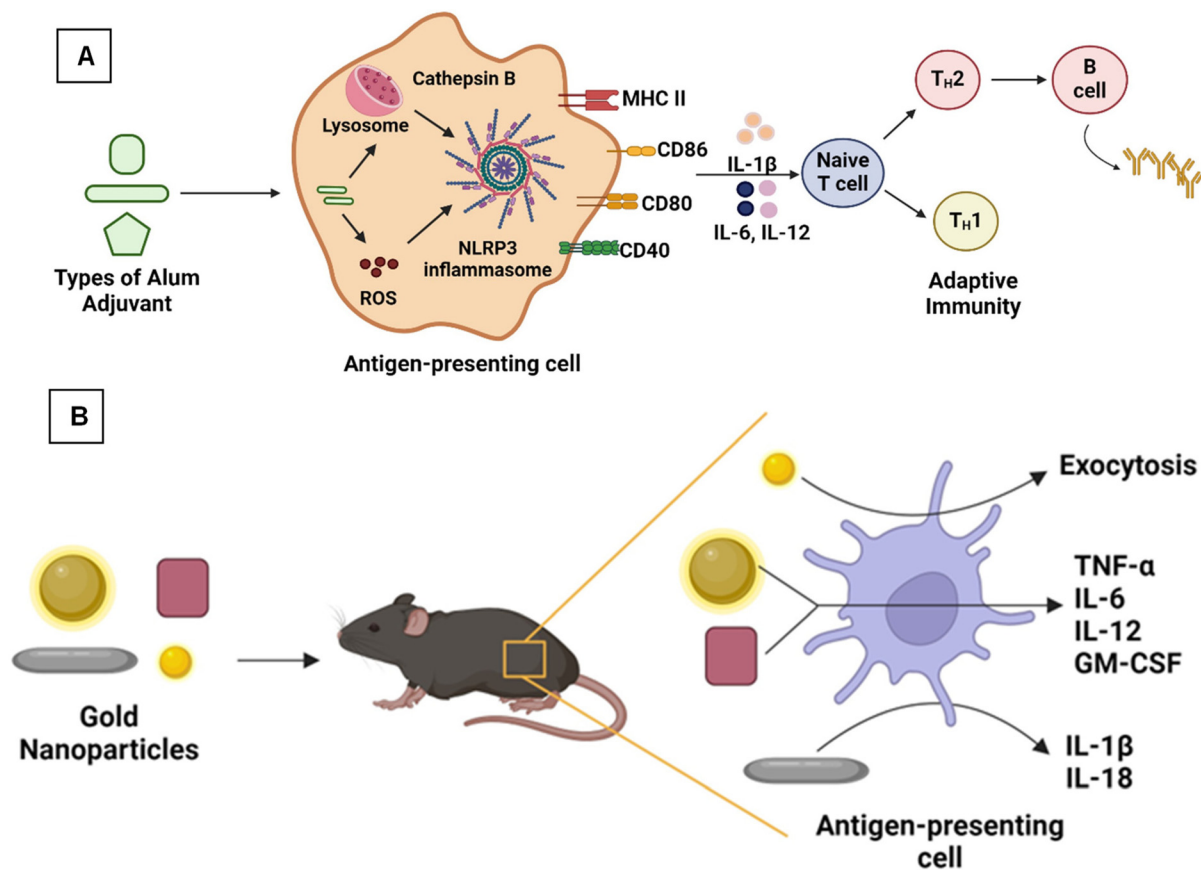 A
Types of Alum
Adjuvant
Cathepsin B
Lysosome
ROS
NLRP3
inflammasome
Antigen-presenting cell
MHC II
CD86
CD80
CD40
IL-1β
IL-6, IL-12
Naive
T cell
TH2
B
cell
TH1
Adaptive
Immunity
B
Gold
Nanoparticles
Exocytosis
TNF-α
IL-6
IL-12
GM-CSF
IL-1β
IL-18
Antigen-presenting
cell